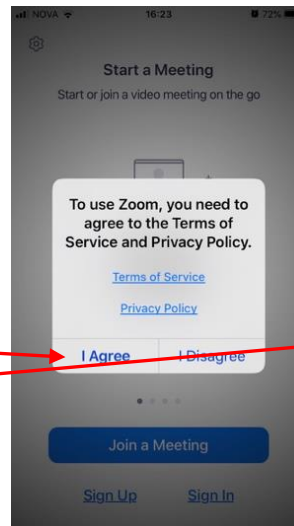 NOVA 16:23 72%
Start a Meeting
Start or join a video meeting on the go
To use Zoom, you need to
agree to the Terms of
Service and Privacy Policy.
Terms of Service
Privacy Policy
I Agree I Disagree
Join a Meeting
Sign Up Sign In